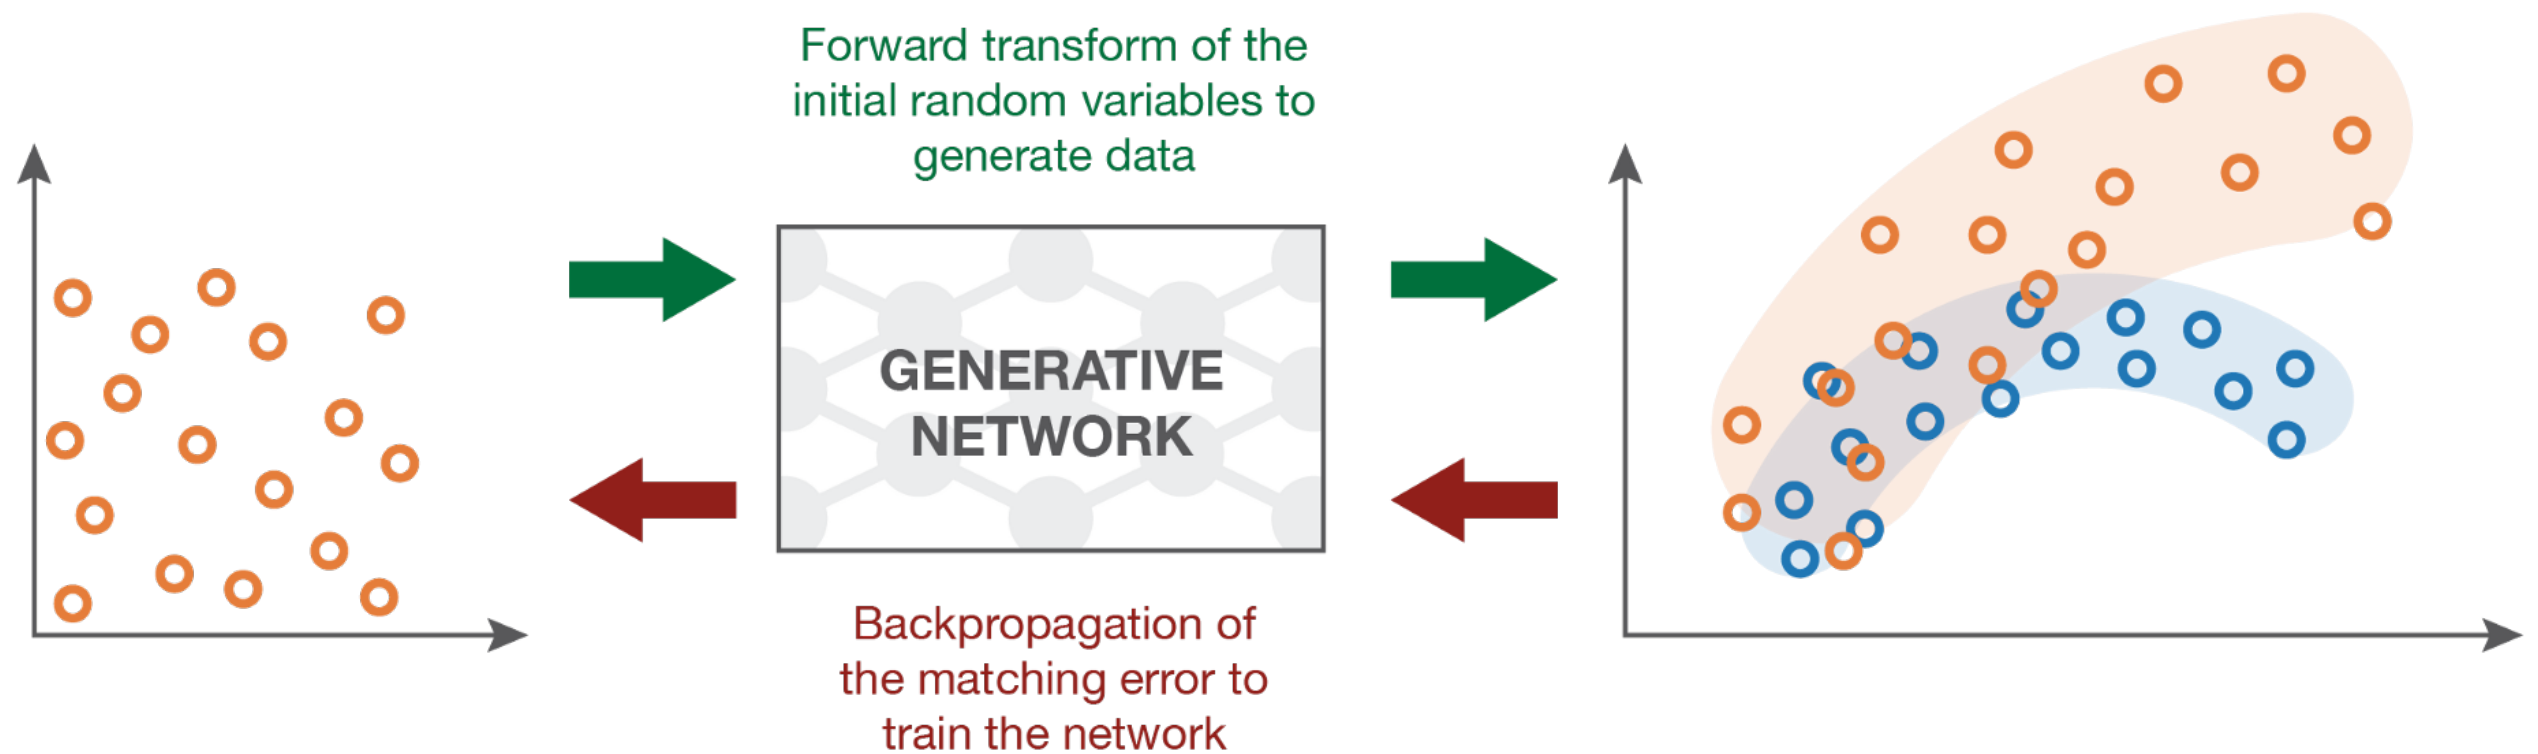 Forward transform of the
initial random variables to
generate data
GENERATIVE
NETWORK
Backpropagation of
the matching error to
train the network